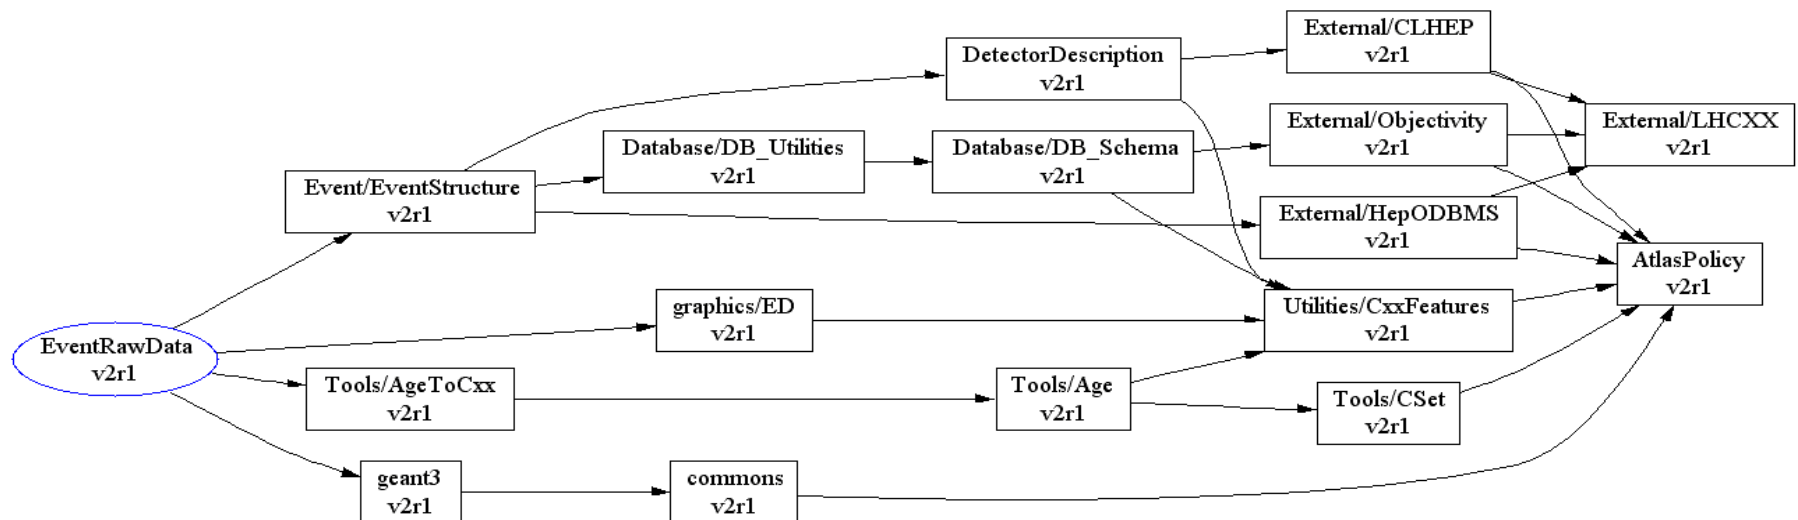 External/CLHEP
v2r1
DetectorDescription
v2r1
External/Objectivity
v2r1
External/LHCXX
v2r1
Database/DB_Utilities
v2r1
Database/DB_Schema
v2r1
Event/EventStructure
v2r1
External/HepODBMS
v2r1
AtlasPolicy
v2r1
graphics/ED
v2r1
Utilities/CxxFeatures
v2r1
EventRawData
v2r1
Tools/AgeToCxx
v2r1
Tools/Age
v2r1
Tools/CSet
v2r1
geant3
v2r1
commons
v2r1